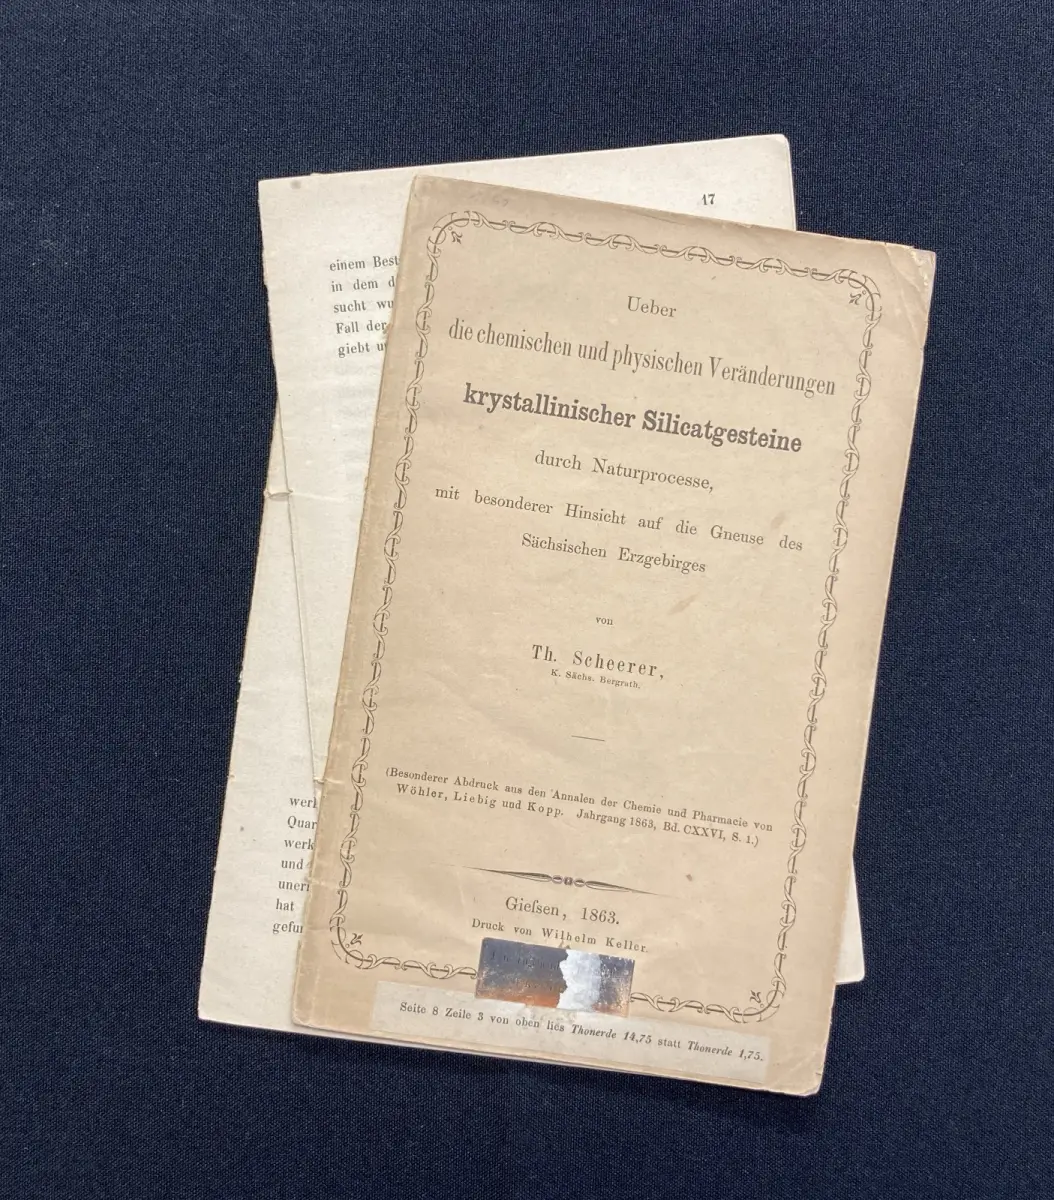 17
einem Best
in dem d
sucht wu
Fall der
giebt u
werk
Quar
werk
und
uner
hat
gefu
Ueber
die chemischen und physischen Veränderungen
krystallinischer Silicatgesteine
durch Naturprocesse,
mit besonderer Hinsicht auf die Gneuse des
Sächsischen Erzgebirges
von
Th. Scheerer,
K. Sächs. Bergrath.
(Besonderer Abdruck aus den Annalen der Chemie und Pharmacie von
Wöhler, Liebig und Kopp. Jahrgang 1863, Bd. CXXVI, S. 1.)
Gieſsen, 1863.
Druck von Wilhelm Keller.
Seite 8 Zeile 3 von oben lies Thonerde 14,75 statt Thonerde 1,75.